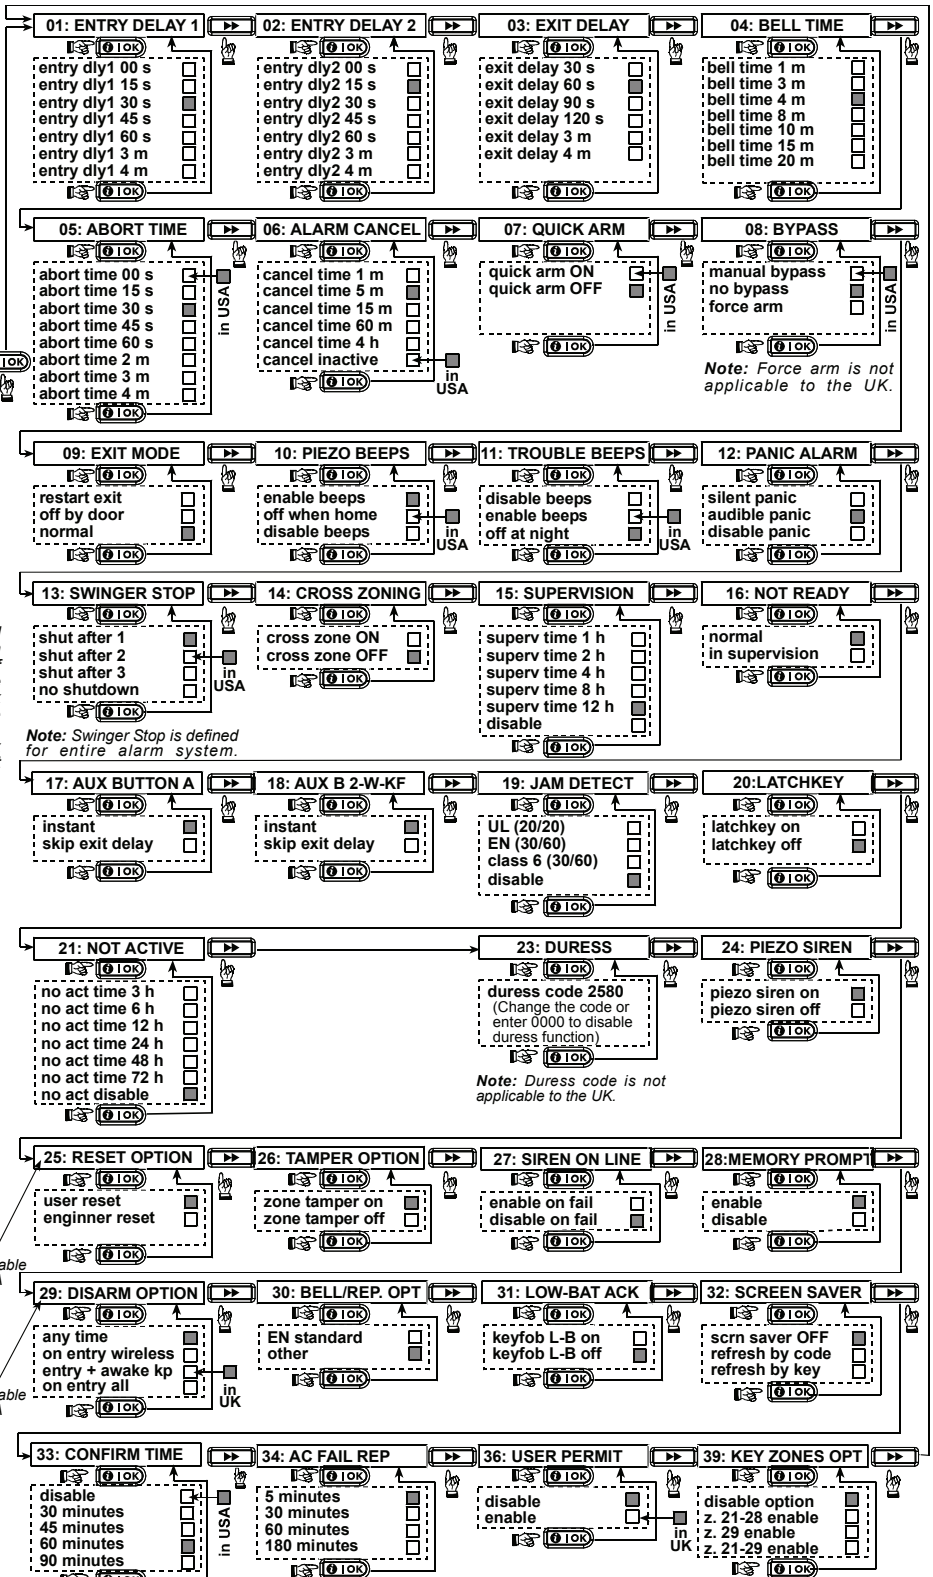 01: ENTRY DELAY 1
entry dly1 00 s
entry dly1 15 s
entry dly1 30 s
entry dly1 45 s
entry dly1 60 s
entry dly1 3 m
entry dly1 4 m
02: ENTRY DELAY 2
entry dly2 00 s
entry dly2 15 s
entry dly2 30 s
entry dly2 45 s
entry dly2 60 s
entry dly2 3 m
entry dly2 4 m
03: EXIT DELAY
exit delay 30 s
exit delay 60 s
exit delay 90 s
exit delay 120 s
exit delay 3 m
exit delay 4 m
04: BELL TIME
bell time 1 m
bell time 3 m
bell time 4 m
bell time 8 m
bell time 10 m
bell time 15 m
bell time 20 m
05: ABORT TIME
abort time 00 s
abort time 15 s
abort time 30 s
abort time 45 s
abort time 60 s
abort time 2 m
abort time 3 m
abort time 4 m
in USA
06: ALARM CANCEL
cancel time 1 m
cancel time 5 m
cancel time 15 m
cancel time 60 m
cancel time 4 h
cancel inactive
in
USA
07: QUICK ARM
quick arm ON
quick arm OFF
in USA
08: BYPASS
manual bypass
no bypass
force arm
in USA
Note: Force arm is not
applicable to the UK.
09: EXIT MODE
restart exit
off by door
normal
10: PIEZO BEEPS
enable beeps
off when home
disable beeps
in
USA
11: TROUBLE BEEPS
disable beeps
enable beeps
off at night
in
USA
12: PANIC ALARM
silent panic
audible panic
disable panic
13: SWINGER STOP
shut after 1
shut after 2
shut after 3
no shutdown
in
USA
Note: Swinger Stop is defined
for entire alarm system.
14: CROSS ZONING
cross zone ON
cross zone OFF
15: SUPERVISION
superv time 1 h
superv time 2 h
superv time 4 h
superv time 8 h
superv time 12 h
disable
16: NOT READY
normal
in supervision
17: AUX BUTTON A
instant
skip exit delay
18: AUX B 2-W-KF
instant
skip exit delay
19: JAM DETECT
UL (20/20)
EN (30/60)
class 6 (30/60)
disable
20:LATCHKEY
latchkey on
latchkey off
21: NOT ACTIVE
no act time 3 h
no act time 6 h
no act time 12 h
no act time 24 h
no act time 48 h
no act time 72 h
no act disable
23: DURESS
duress code 2580
(Change the code or
enter 0000 to disable
duress function)
Note: Duress code is not
applicable to the UK.
24: PIEZO SIREN
piezo siren on
piezo siren off
25: RESET OPTION
user reset
enginner reset
26: TAMPER OPTION
zone tamper on
zone tamper off
27: SIREN ON LINE
enable on fail
disable on fail
28:MEMORY PROMPT
enable
disable
29: DISARM OPTION
any time
on entry wireless
entry + awake kp
on entry all
in
UK
30: BELL/REP. OPT
EN standard
other
31: LOW-BAT ACK
keyfob L-B on
keyfob L-B off
32: SCREEN SAVER
scrn saver OFF
refresh by code
refresh by key
33: CONFIRM TIME
disable
30 minutes
45 minutes
60 minutes
90 minutes
in USA
34: AC FAIL REP
5 minutes
30 minutes
60 minutes
180 minutes
36: USER PERMIT
disable
enable
in
UK
39: KEY ZONES OPT
disable option
z. 21-28 enable
z. 29 enable
z. 21-29 enable